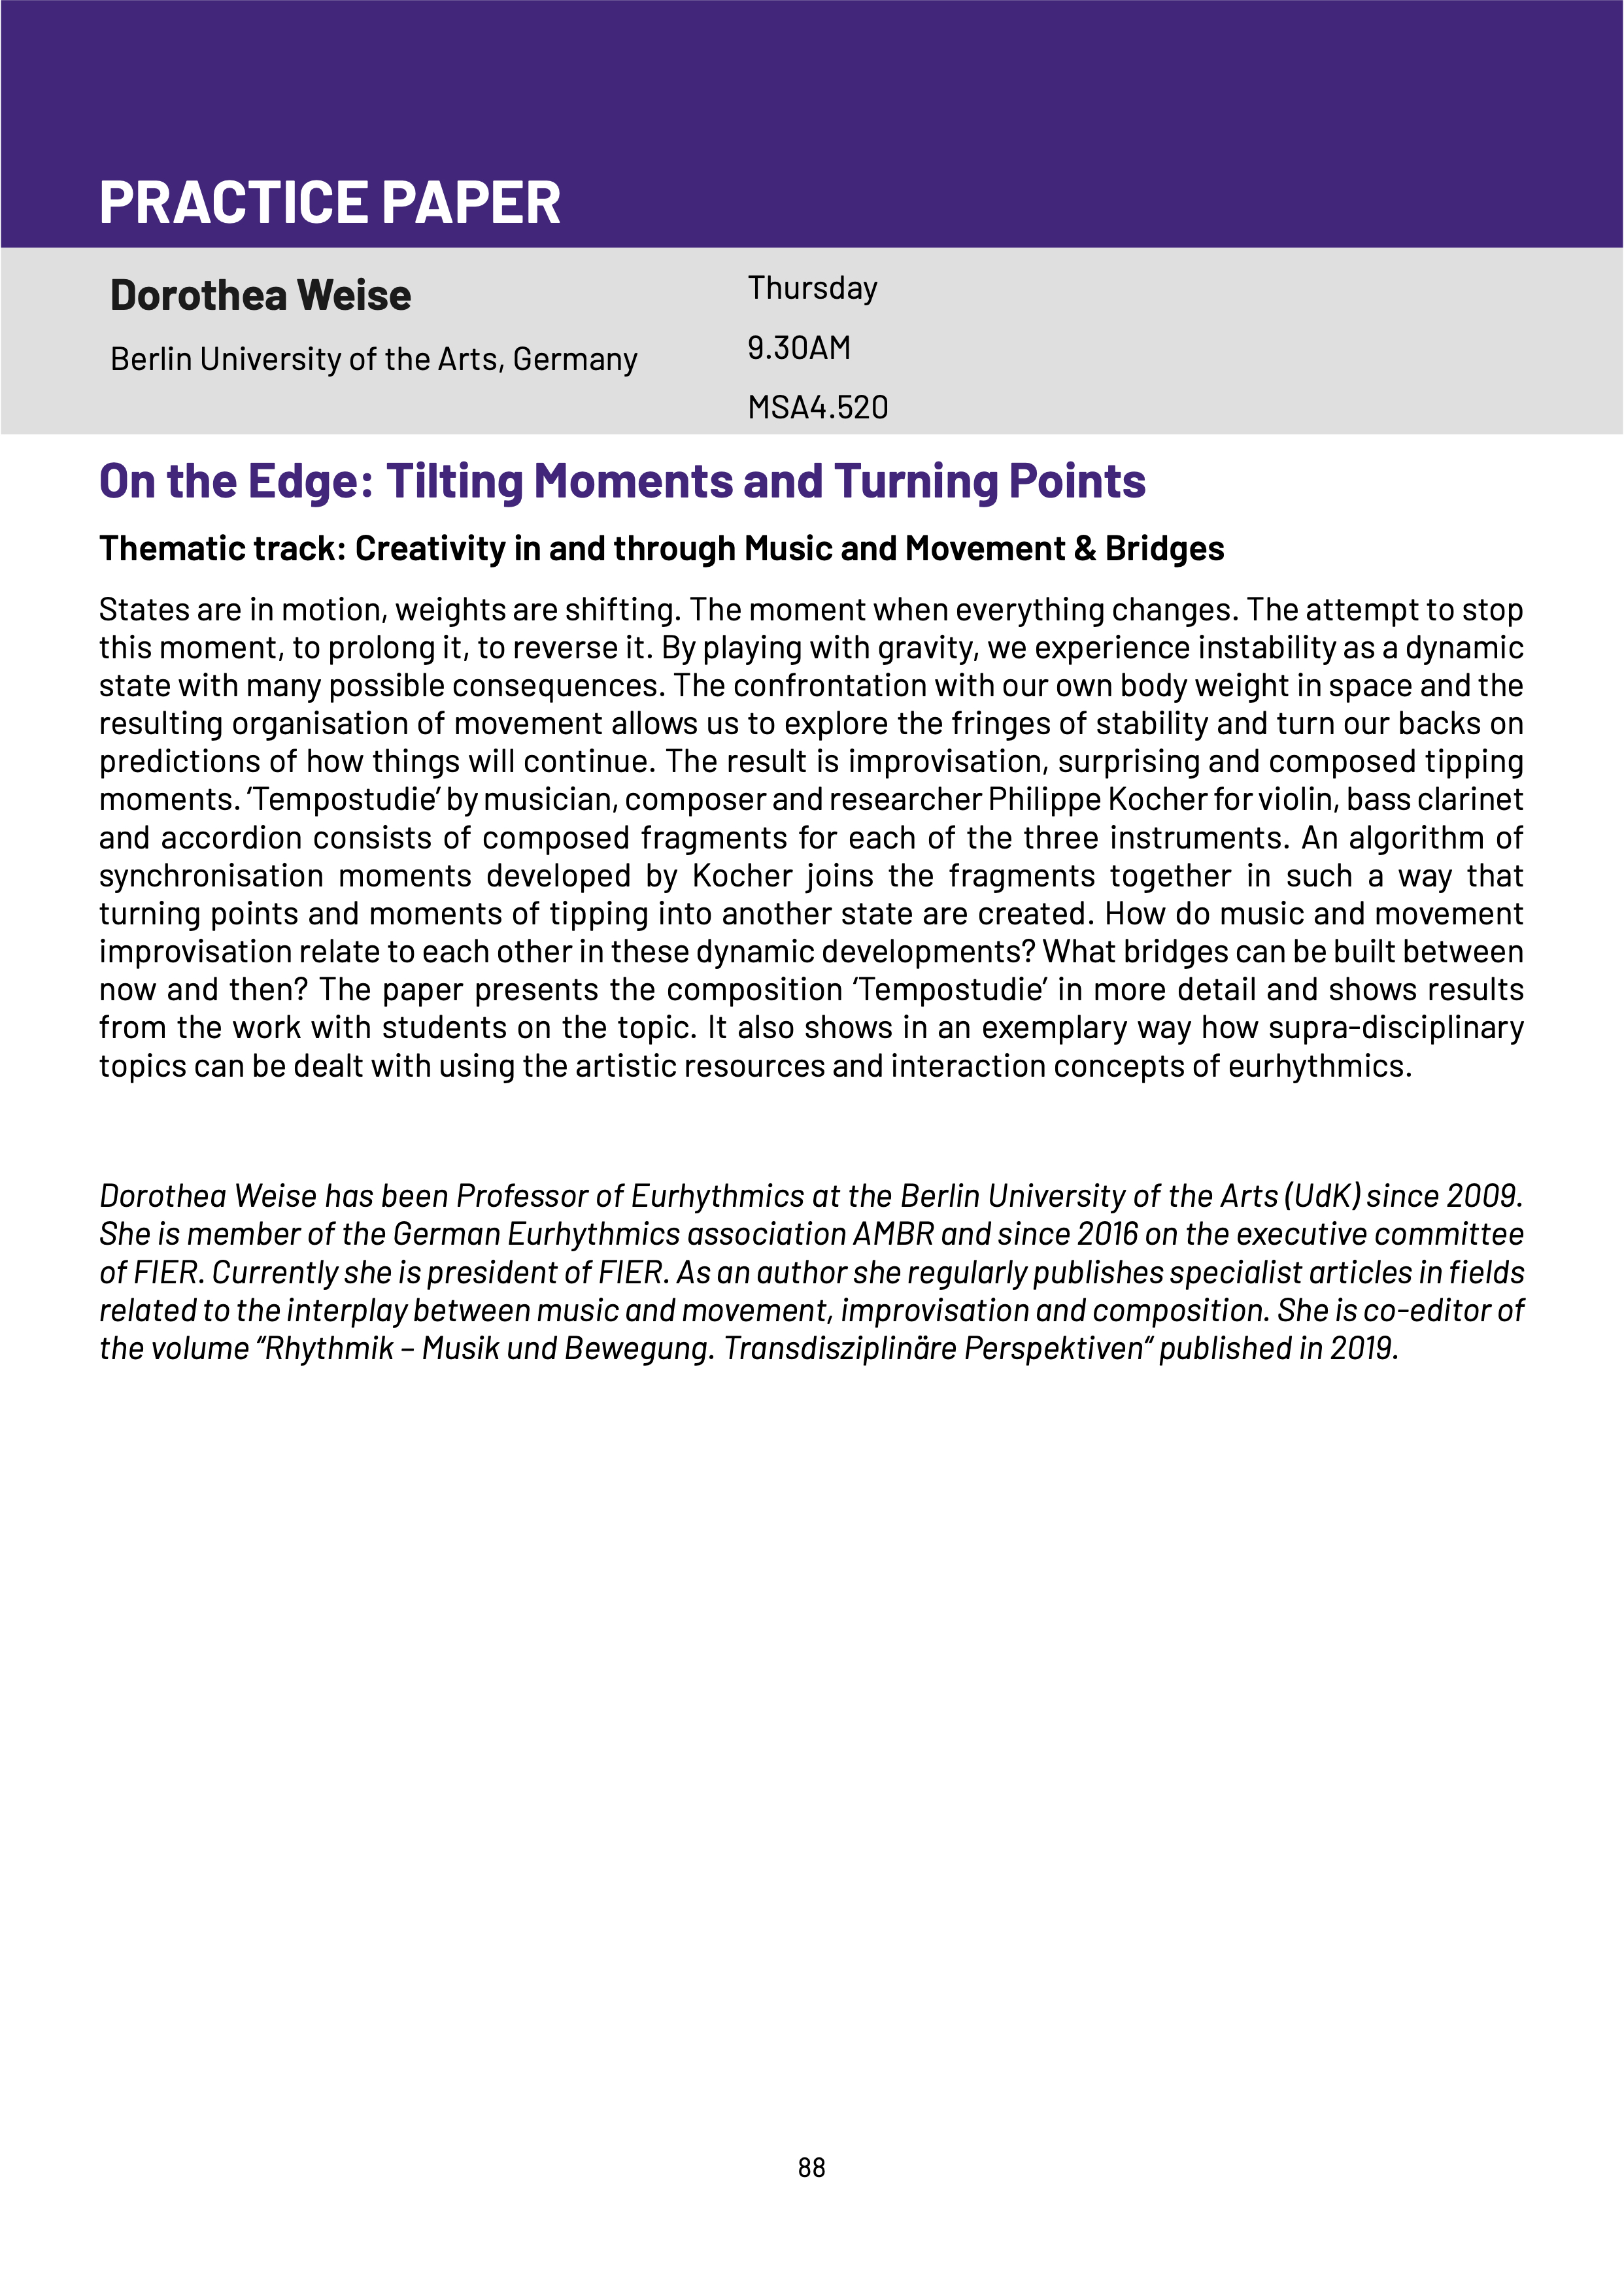 PRACTICE PAPER
Dorothea Weise
Berlin University of the Arts, Germany
Thursday
9.30AM
MSA4.520
On the Edge: Tilting Moments and Turning Points
Thematic track: Creativity in and through Music and Movement & Bridges
States are in motion, weights are shifting. The moment when everything changes. The attempt to stop
this moment, to prolong it, to reverse it. By playing with gravity, we experience instability as a dynamic
state with many possible consequences. The confrontation with our own body weight in space and the
resulting organisation of movement allows us to explore the fringes of stability and turn our backs on
predictions of how things will continue. The result is improvisation, surprising and composed tipping
moments. ‘Tempostudie’ by musician, composer and researcher Philippe Kocher for violin, bass clarinet
and accordion consists of composed fragments for each of the three instruments. An algorithm of
synchronisation moments developed by Kocher joins the fragments together in such a way that
turning points and moments of tipping into another state are created. How do music and movement
improvisation relate to each other in these dynamic developments? What bridges can be built between
now and then? The paper presents the composition ‘Tempostudie’ in more detail and shows results
from the work with students on the topic. It also shows in an exemplary way how supra-disciplinary
topics can be dealt with using the artistic resources and interaction concepts of eurhythmics.
Dorothea Weise has been Professor of Eurhythmics at the Berlin University of the Arts (UdK) since 2009.
She is member of the German Eurhythmics association AMBR and since 2016 on the executive committee
of FIER. Currently she is president of FIER. As an author she regularly publishes specialist articles in fields
related to the interplay between music and movement, improvisation and composition. She is co-editor of
the volume “Rhythmik – Musik und Bewegung. Transdisziplinäre Perspektiven“ published in 2019.
88